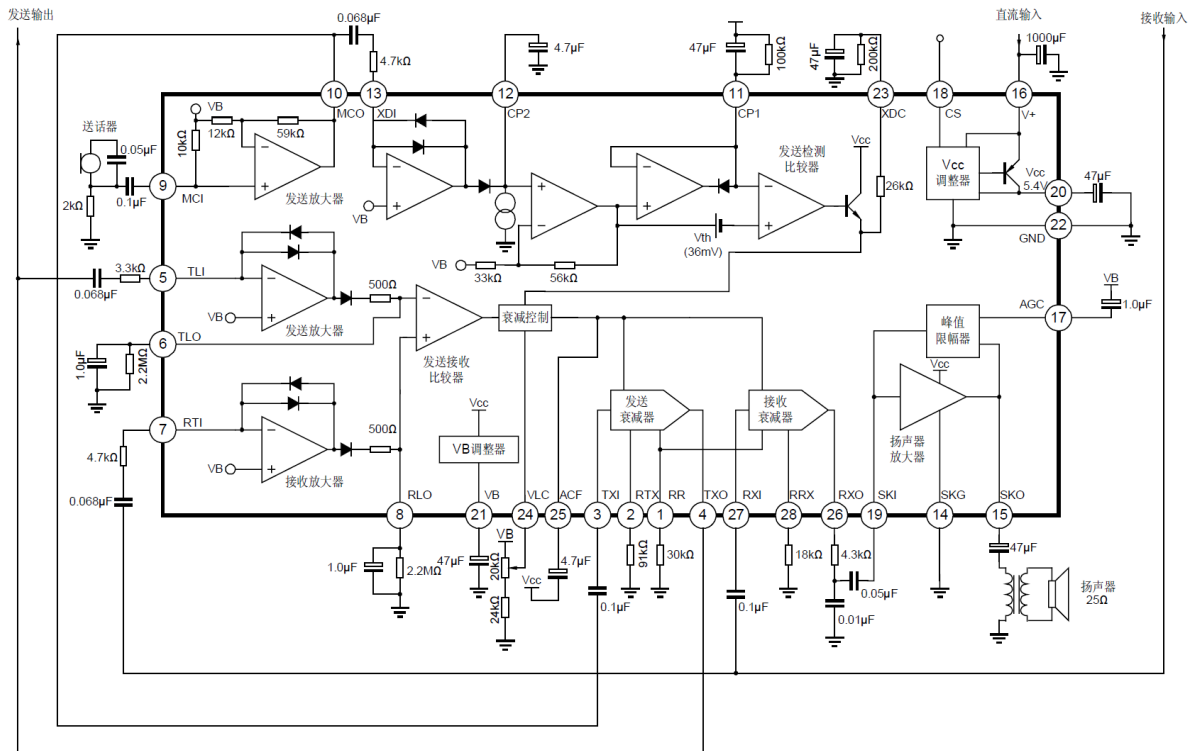 发送输出
直流输入
接收输入
0.068μF
4.7kΩ
4.7μF
47μF
100kΩ
47μF
200kΩ
1000μF
10
13
12
11
23
18
16
MCO
XDI
CP2
CP1
XDC
CS
V+
VB
12kΩ
59kΩ
10kΩ
送话器
0.05μF
0.1μF
2kΩ
9
MCI
发送放大器
VB
发送检测
比较器
Vcc
26kΩ
Vcc
调整器
Vcc
5.4V
20
47μF
22
GND
Vth
(36mV)
VB
33kΩ
56kΩ
3.3kΩ
0.068μF
5
TLI
VB
发送放大器
500Ω
6
TLO
1.0μF
2.2MΩ
发送接收
比较器
衰减控制
AGC
17
VB
1.0μF
峰值
限幅器
Vcc
扬声器
放大器
7
RTI
4.7kΩ
0.068μF
VB
接收放大器
500Ω
Vcc
VB调整器
发送
衰减器
接收
衰减器
RLO
VB
VLC
ACF
TXI
RTX
RR
TXO
RXI
RRX
RXO
SKI
SKG
SKO
8
21
24
25
3
2
1
4
27
28
26
19
14
15
1.0μF
2.2MΩ
47μF
VB
20kΩ
24kΩ
Vcc
4.7μF
0.1μF
91kΩ
30kΩ
0.1μF
18kΩ
4.3kΩ
0.05μF
0.01μF
47μF
扬声器
25Ω